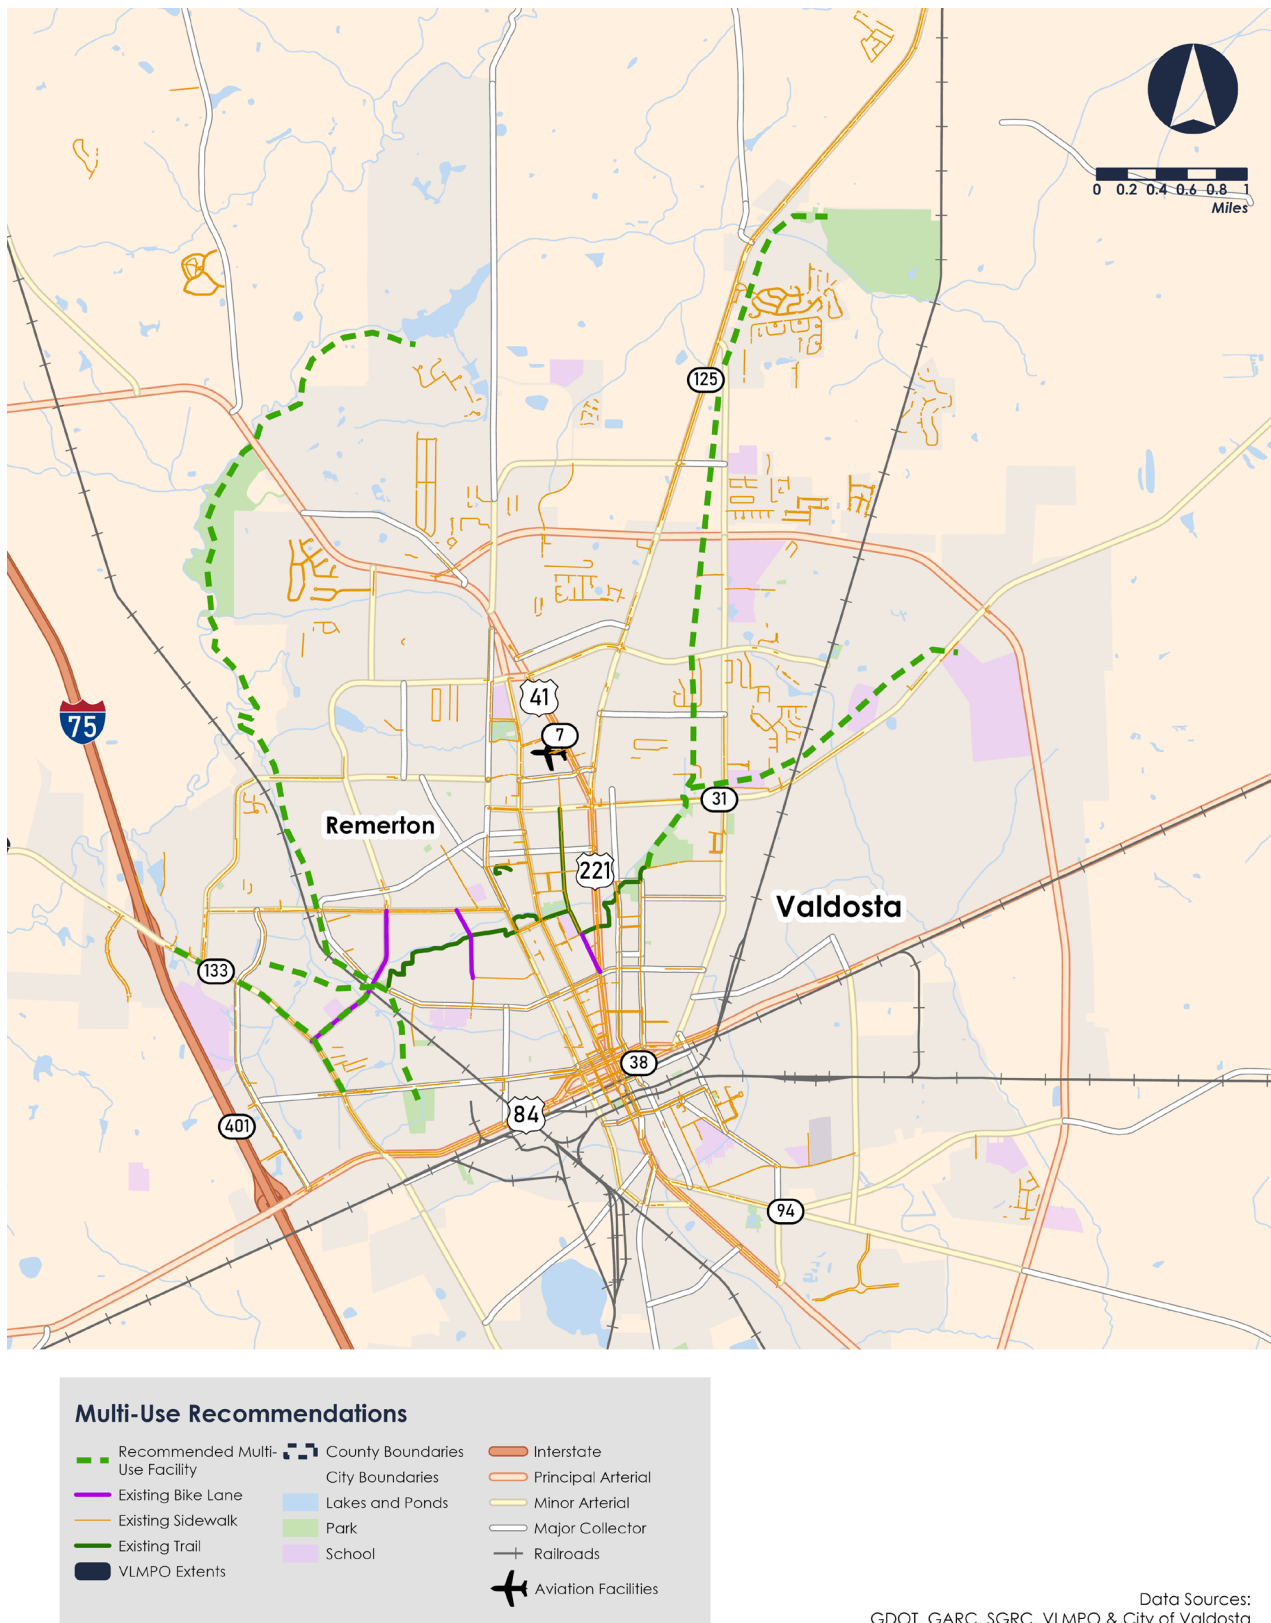 0 0.2 0.4 0.6 0.8 1
Miles
125
41
7
75
31
Remerton
221
Valdosta
133
38
84
401
94
Multi-Use Recommendations
Recommended Multi-
Use Facility
Existing Bike Lane
Existing Sidewalk
Existing Trail
VLMPO Extents
County Boundaries
City Boundaries
Lakes and Ponds
Park
School
Interstate
Principal Arterial
Minor Arterial
Major Collector
Railroads
Aviation Facilities
Data Sources:
GDOT, GARC, SGRC, VLMPO & City of Valdosta